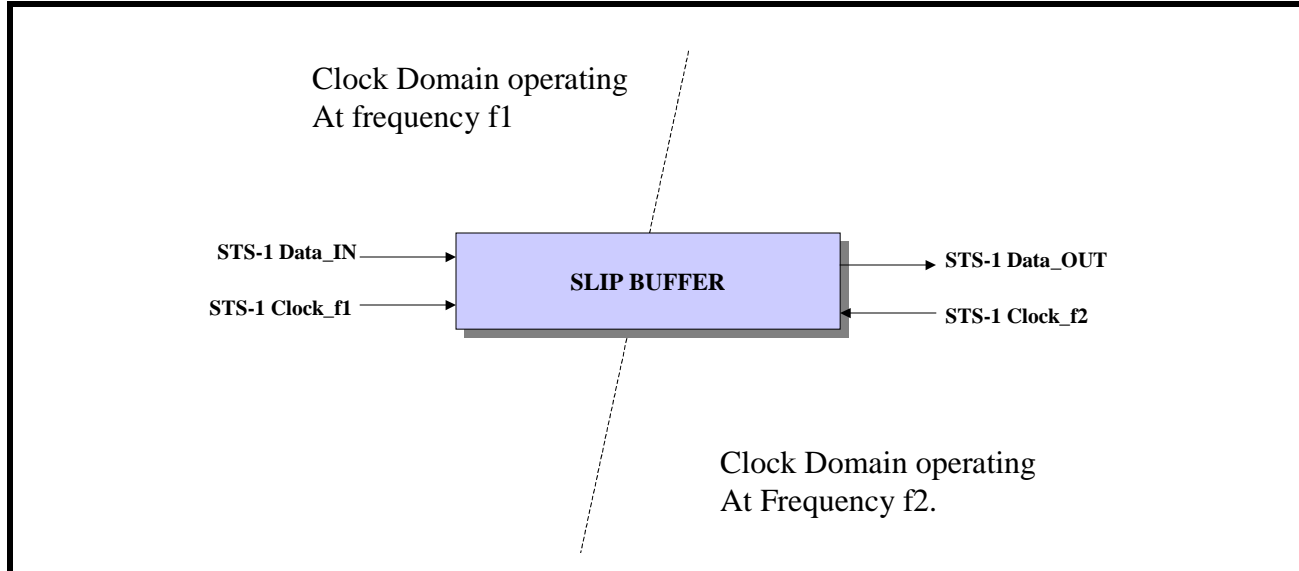 Clock Domain operating
At frequency f1
STS-1 Data_IN
STS-1 Clock_f1
SLIP BUFFER
STS-1 Data_OUT
STS-1 Clock_f2
Clock Domain operating
At Frequency f2.